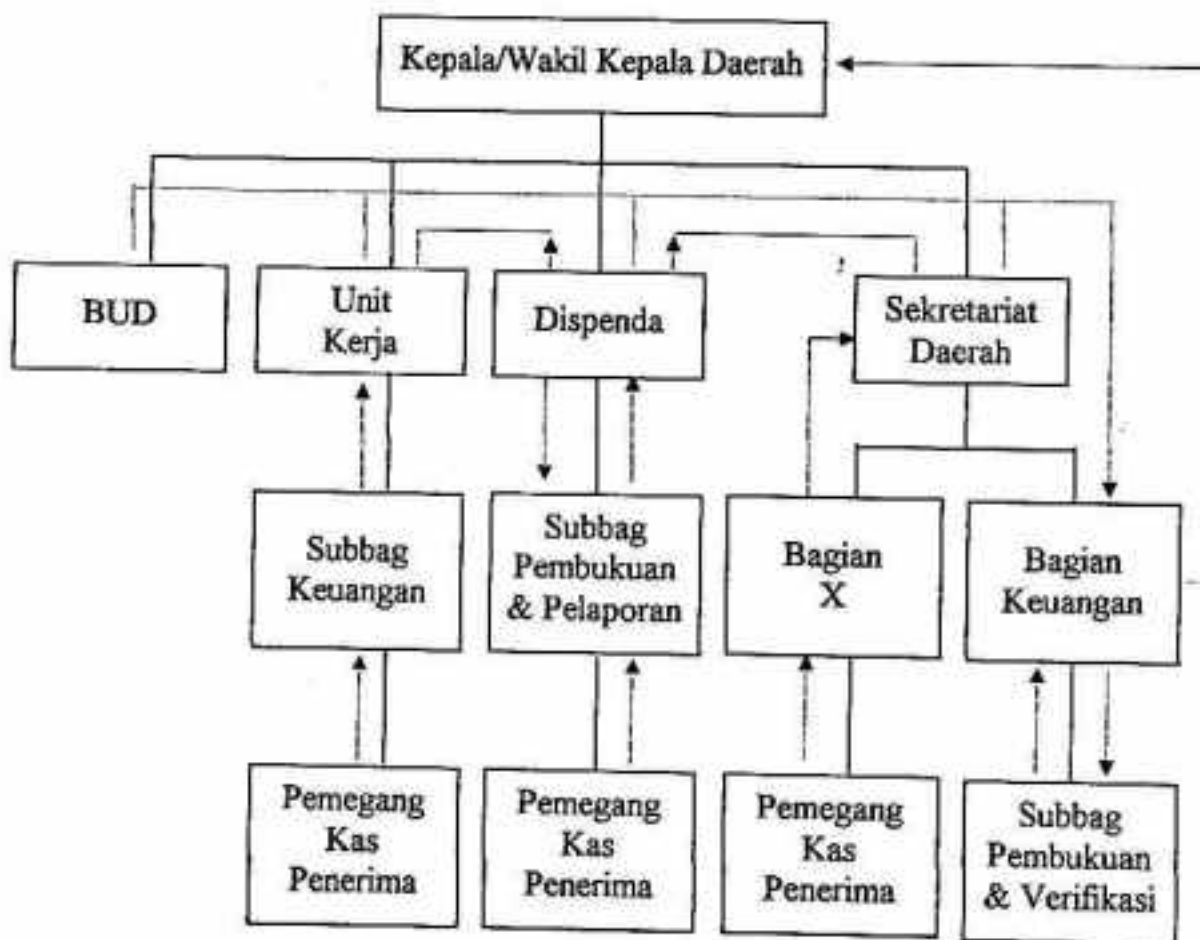 Kepala/Wakil Kepala Daerah
BUD
Unit
Kerja
Dispenda
Sekretariat
Daerah
Subbag
Keuangan
Subbag
Pembukuan
& Pelaporan
Bagian
X
Bagian
Keuangan
Pemegang
Kas
Penerima
Pemegang
Kas
Penerima
Pemegang
Kas
Penerima
Subbag
Pembukuan
& Verifikasi